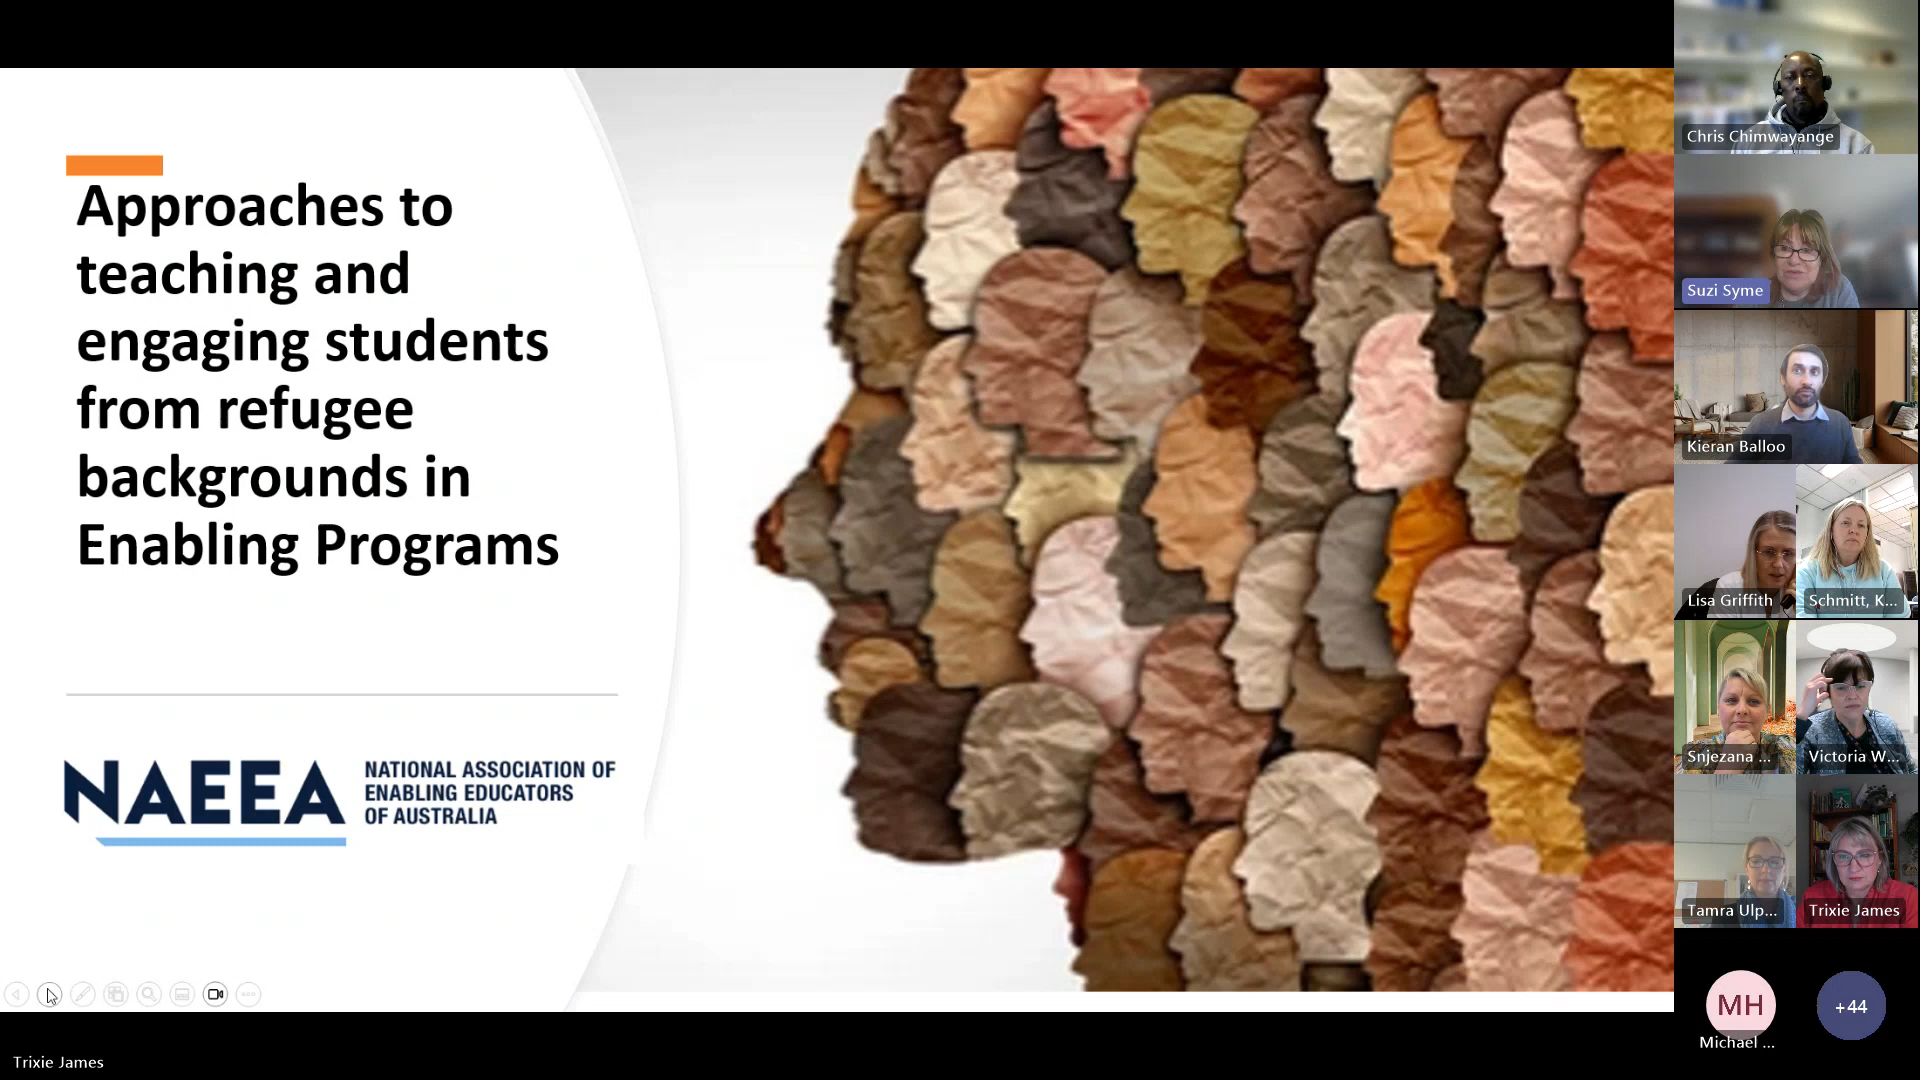 Approaches to
teaching and
engaging students
from refugee
backgrounds in
Enabling Programs
NAEEA
NATIONAL ASSOCIATION OF
ENABLING EDUCATORS
OF AUSTRALIA
Trixie James
Chris Chimwayange
Suzi Syme
Kieran Balloo
Lisa Griffith
Schmitt, K...
Snjezana ...
Victoria W...
Tamra Ulp...
Trixie James
MH
Michael ...
+44